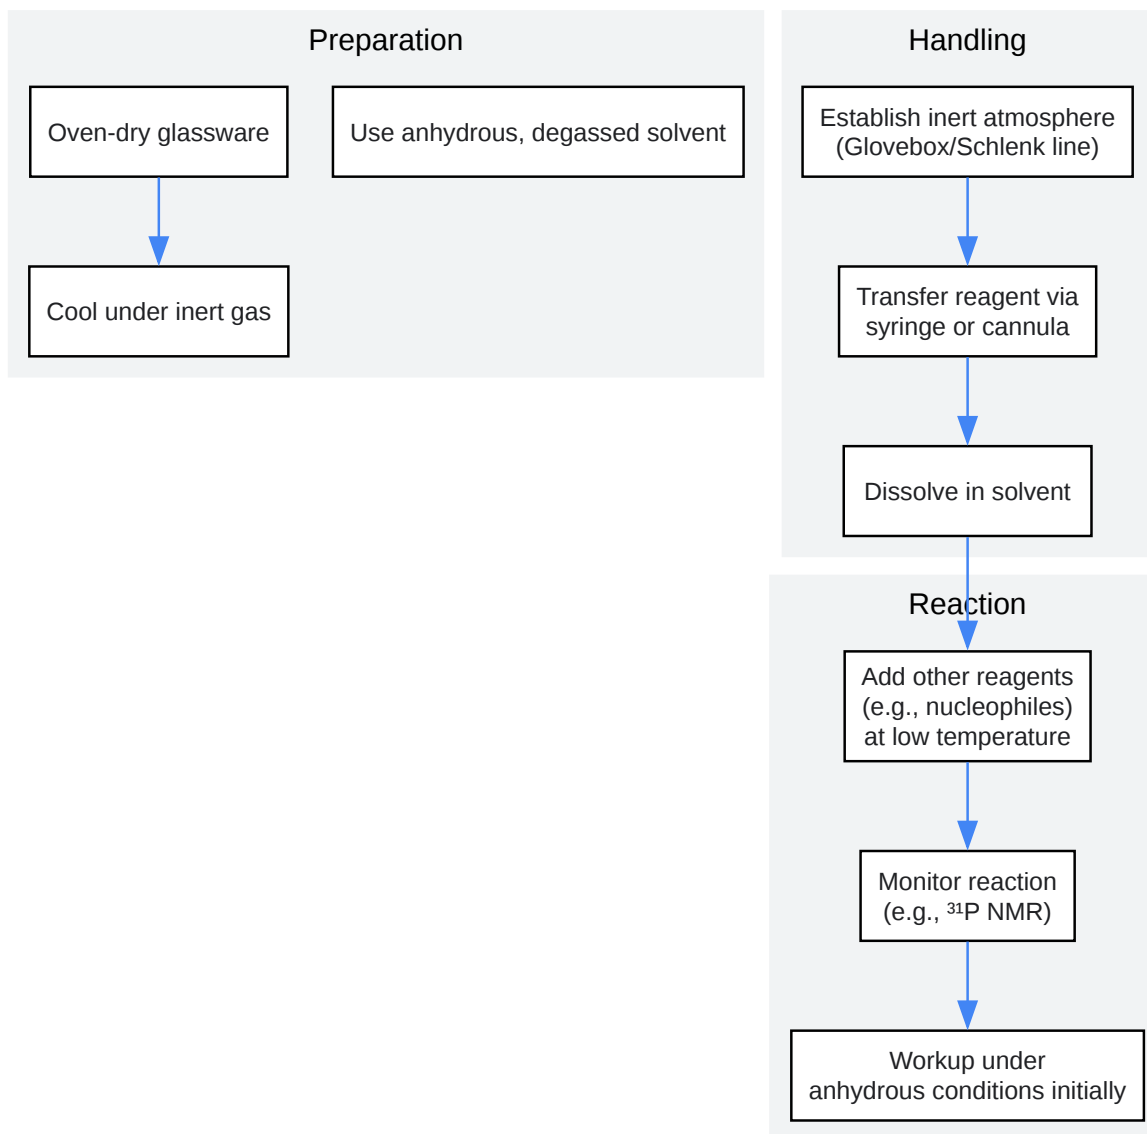 Preparation
Oven-dry glassware
Use anhydrous, degassed solvent
Cool under inert gas
Handling
Establish inert atmosphere
(Glovebox/Schlenk line)
Transfer reagent via
syringe or cannula
Dissolve in solvent
Reaction
Add other reagents
(e.g., nucleophiles)
at low temperature
Monitor reaction
(e.g., ³¹P NMR)
Workup under
anhydrous conditions initially